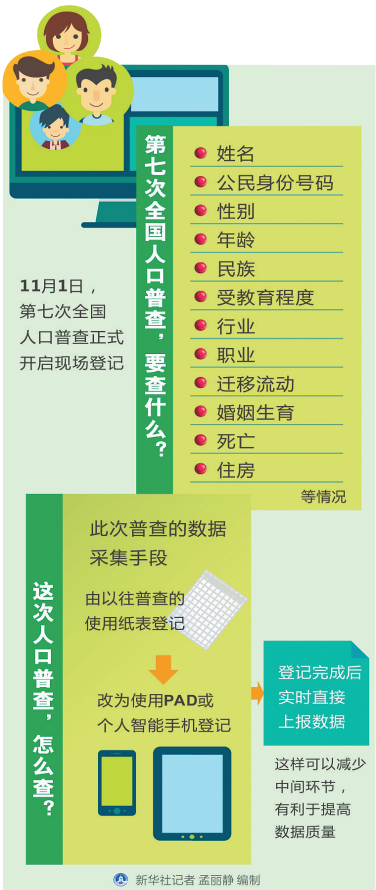 11月1日，
第七次全国
人口普查正式
开启现场登记
第七次全国人口普查，要查什么？
姓名
公民身份号码
性别
年龄
民族
受教育程度
行业
职业
迁移流动
婚姻生育
死亡
住房
等情况
这次人口普查，怎么查？
此次普查的数据
采集手段
由以往普查的
使用纸表登记
改为使用PAD或
个人智能手机登记
登记完成后
实时直接
上报数据
这样可以减少
中间环节，
有利于提高
数据质量
新华社记者 孟丽静 编制